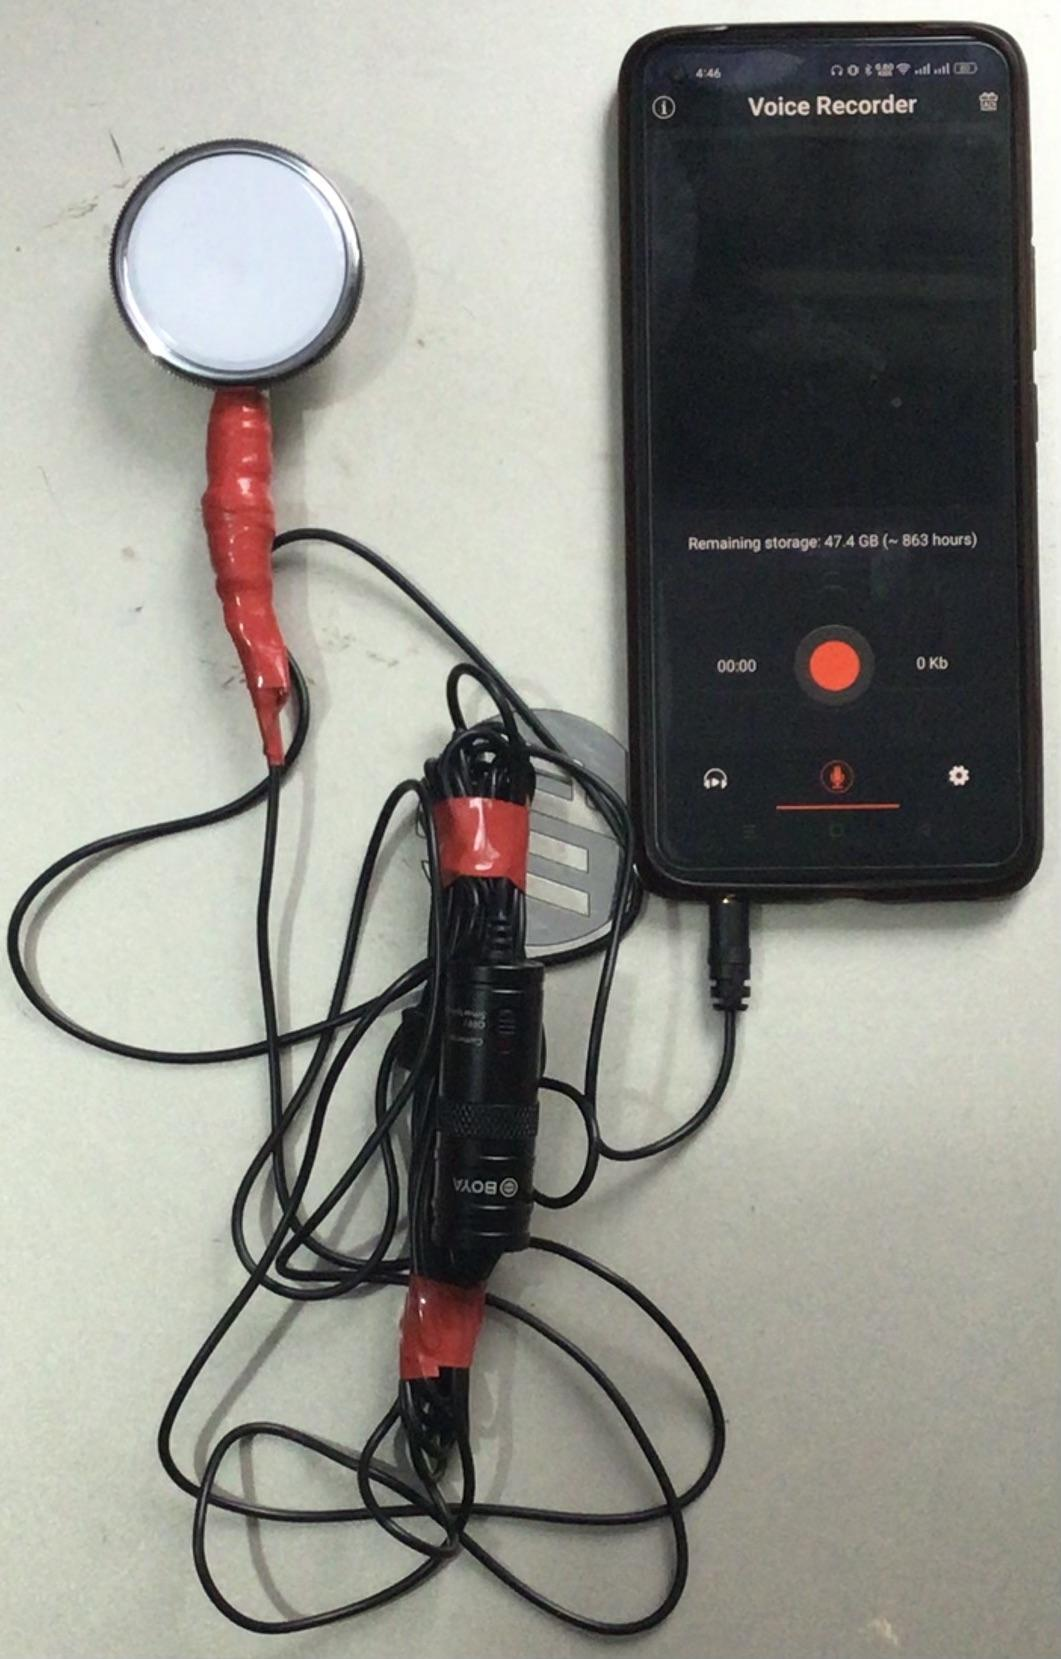 4:46
Voice Recorder
Remaining storage: 47.4 GB (~ 863 hours)
00:00
0 Kb
BOYA